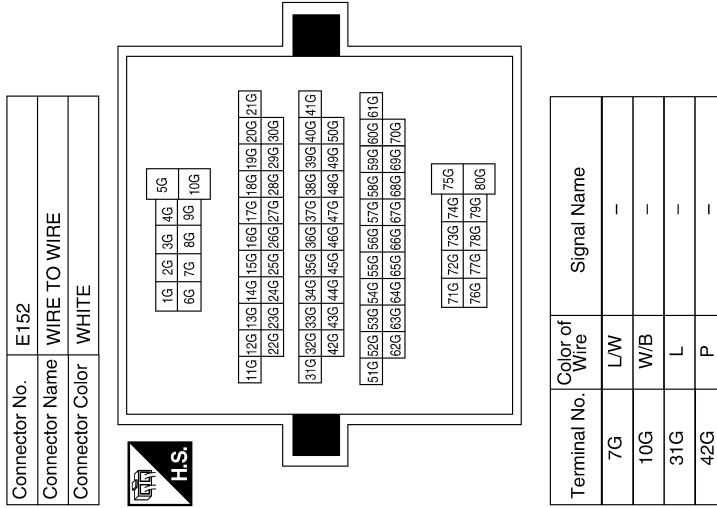 Connector No. E152
Connector Name WIRE TO WIRE
Connector Color WHITE
H.S.
1G 2G 3G 4G 5G
6G 7G 8G 9G 10G
11G 12G 13G 14G 15G 16G 17G 18G 19G 20G 21G
22G 23G 24G 25G 26G 27G 28G 29G 30G
31G 32G 33G 34G 35G 36G 37G 38G 39G 40G 41G
42G 43G 44G 45G 46G 47G 48G 49G 50G
51G 52G 53G 54G 55G 56G 57G 58G 59G 60G 61G
62G 63G 64G 65G 66G 67G 68G 69G 70G
71G 72G 73G 74G 75G
76G 77G 78G 79G 80G
Terminal No. Color of Wire Signal Name
7G L/W –
10G W/B –
31G L –
42G P –